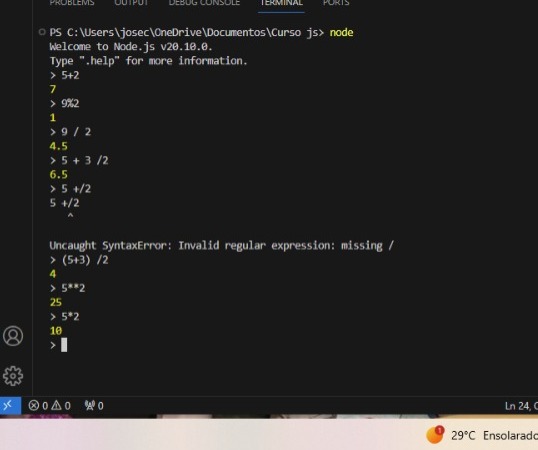 PROBLEMS OUTPUT DEBUG CONSOLE TERMINAL PORTS
PS C:\Users\josec\OneDrive\Documentos\Curso js> node
Welcome to Node.js v20.10.0.
Type ".help" for more information.
> 5+2
7
> 9%2
1
> 9 / 2
4.5
> 5 + 3 /2
6.5
> 5 +/2
5 +/2
^
Uncaught SyntaxError: Invalid regular expression: missing /
> (5+3) /2
4
> 5**2
25
> 5*2
10
>
0 0 0 Ln 24,
1
29°C Ensolarado